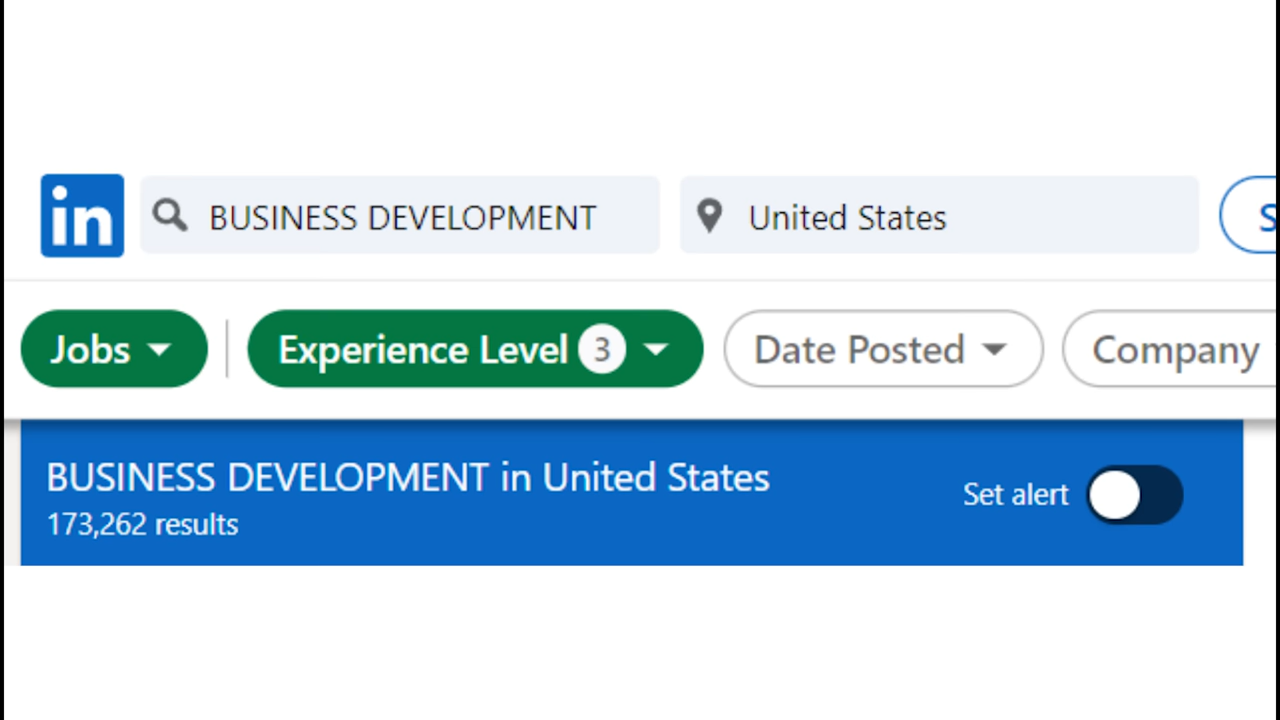 in BUSINESS DEVELOPMENT United States S
Jobs Experience Level 3 Date Posted Company
BUSINESS DEVELOPMENT in United States
Set alert
173,262 results